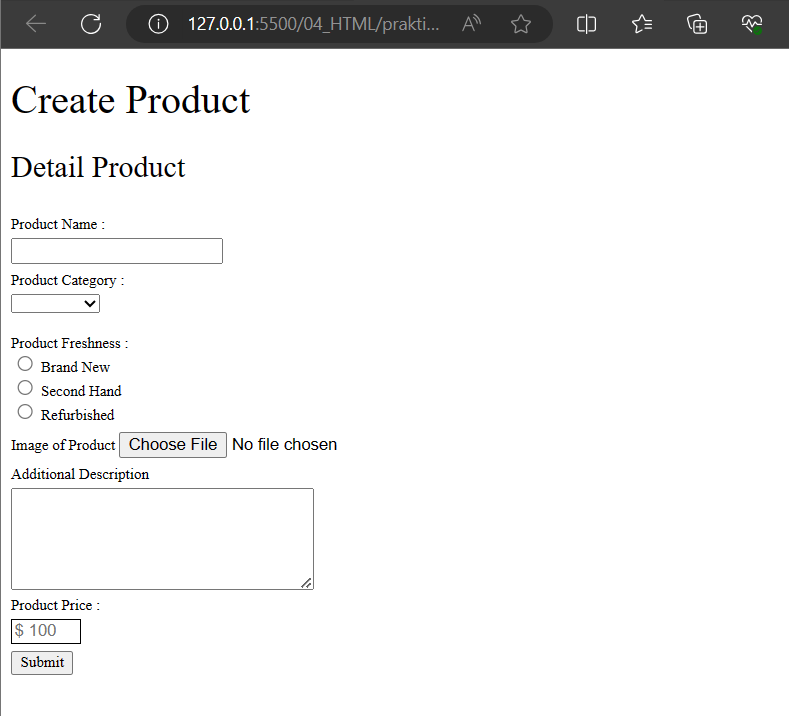 127.0.0.1:5500/04_HTML/prakti...
Create Product
Detail Product
Product Name :
Product Category :
Product Freshness :
Brand New
Second Hand
Refurbished
Image of Product Choose File No file chosen
Additional Description
Product Price :
$ 100
Submit